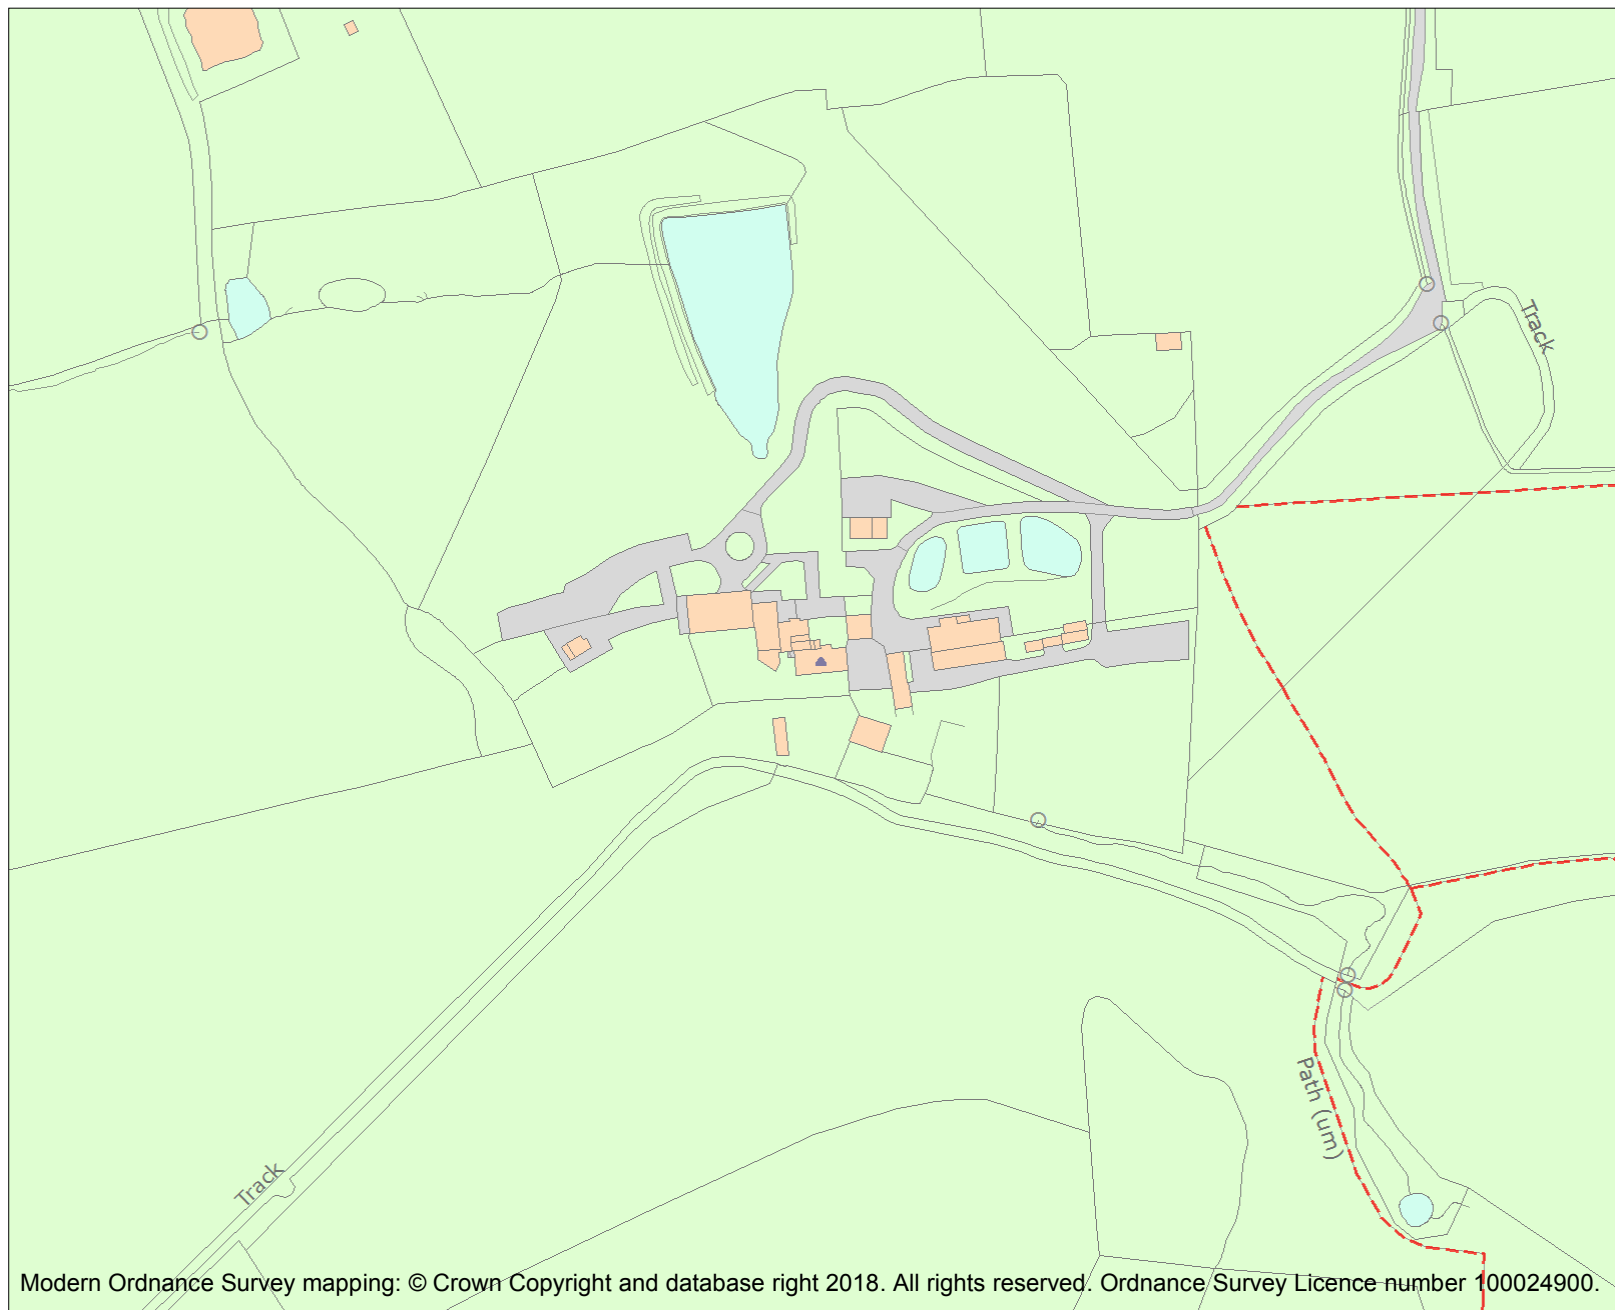 Track
Path (um)
Track
Modern Ordnance Survey mapping: © Crown Copyright and database right 2018. All rights reserved. Ordnance Survey Licence number 100024900.